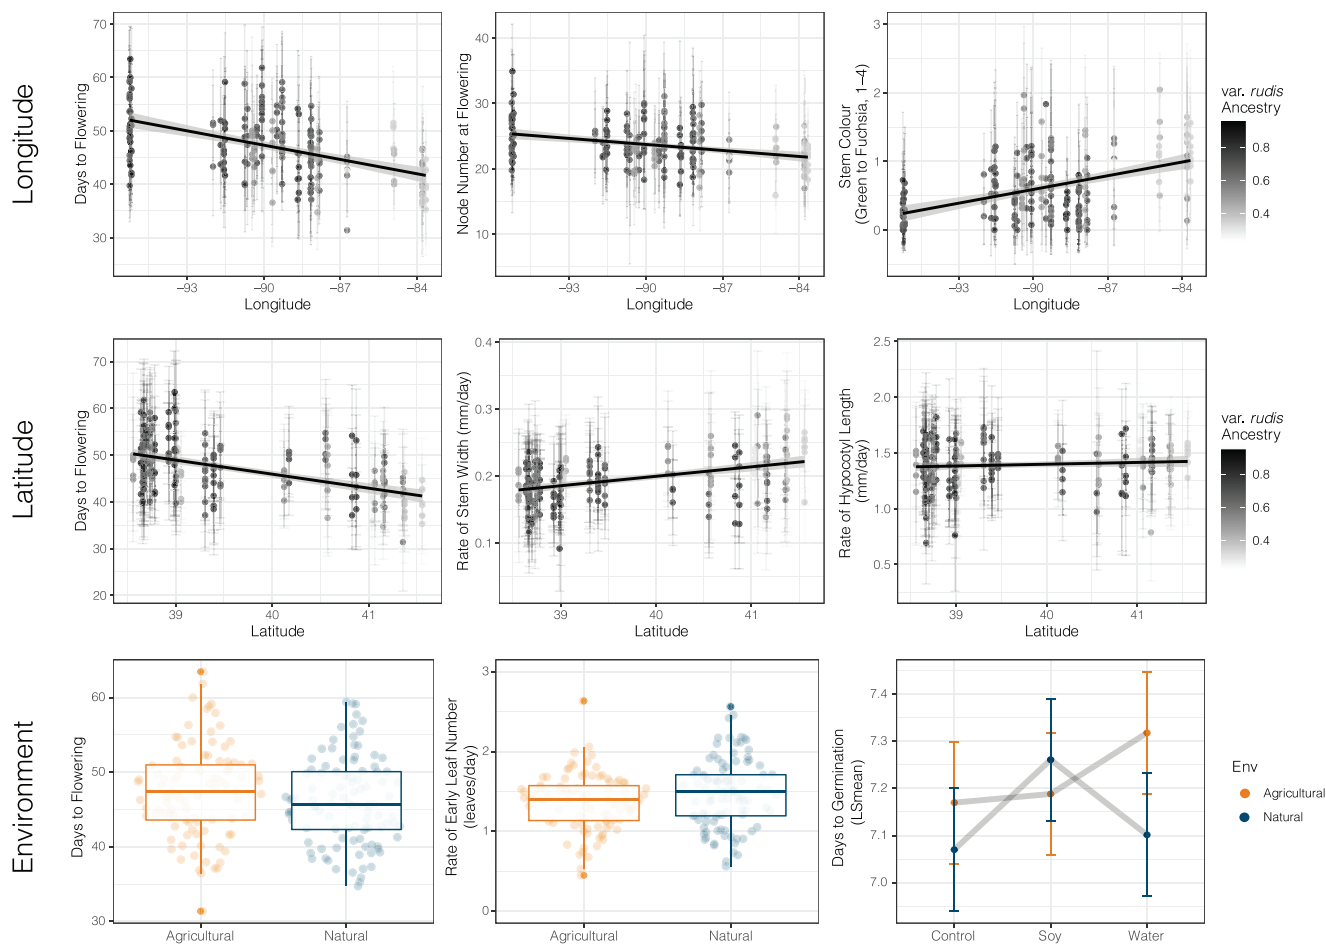 Longitude
Days to Flowering
70
60
50
40
30
−93
−90
−87
−84
Longitude
Node Number at Flowering
40
30
20
10
−93
−90
−87
−84
Longitude
Stem Colour
(Green to Fuchsia, 1–4)
3
2
1
0
−93
−90
−87
−84
Longitude
var. rudis
Ancestry
0.8
0.6
0.4
Latitude
Days to Flowering
70
60
50
40
30
20
39
40
41
Latitude
Rate of Stem Width (mm/day)
0.4
0.3
0.2
0.1
39
40
41
Latitude
Rate of Hypocotyl Length
(mm/day)
2.5
2.0
1.5
1.0
0.5
39
40
41
Latitude
var. rudis
Ancestry
0.8
0.6
0.4
Environment
Days to Flowering
60
50
40
30
Agricultural
Natural
Rate of Early Leaf Number
(leaves/day)
3
2
1
0
Agricultural
Natural
Days to Germination
(LSmean)
7.4
7.3
7.2
7.1
7.0
Control
Soy
Water
Env
Agricultural
Natural